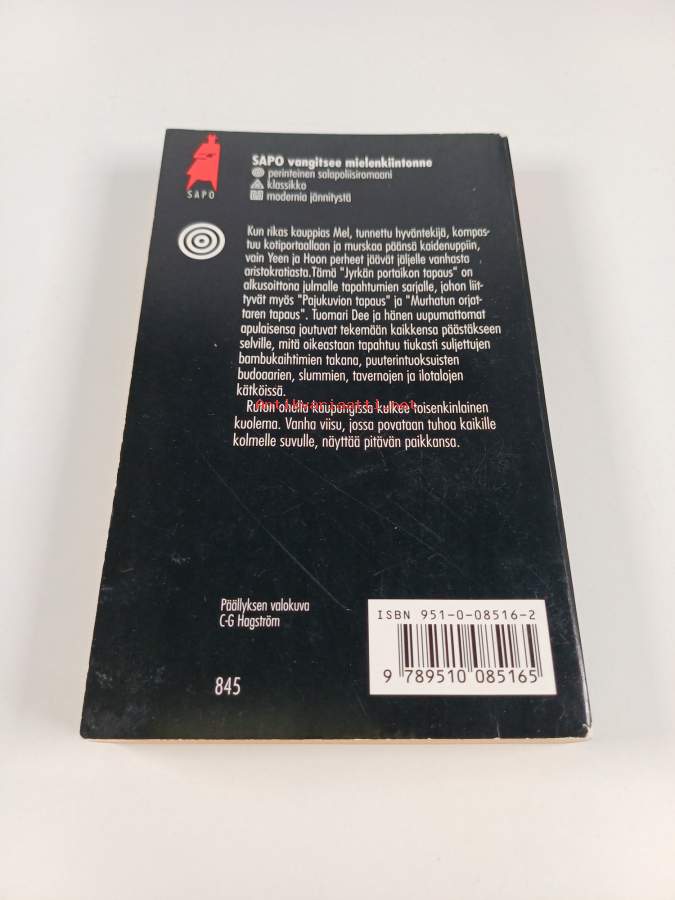 SAPO
SAPO vangitsee mielenkiintonne
perinteinen salapoliisiromaani
klassikko
modernia jännitystä
Kun rikas kauppias Mel, tunnettu hyväntekijä, kompas-
tuu kotiportaallaan ja murskaa päänsä kaidenuppiin,
vain Yeen ja Hoon perheet jäävät jäljelle vanhasta
aristokratiasta.Tämä "Jyrkän portaikon tapaus" on
alkusoittona julmalle tapahtumien sarjalle, johon liit-
tyvät myös "Pajukuvion tapaus" ja "Murhatun orjat-
taren tapaus". Tuomari Dee ja hänen uupumattomat
apulaisensa joutuvat tekemään kaikkensa päästäkseen
selville, mitä oikeastaan tapahtuu tiukasti suljettujen
bambukaihtimien takana, puuterintuoksuisten
budoaarien, slummien, tavernojen ja ilotalojen
kätköissä.
Antikvariaatti.net
Ruton ohella kaupungissa kulkee toisenkinlainen
kuolema. Vanha viisu, jossa povataan tuhoa kaikille
kolmelle suvulle, näyttää pitävän paikkansa.
Päällyksen valokuva
C-G Hagström
845
ISBN 951-0-08516-2
9 789510 085165